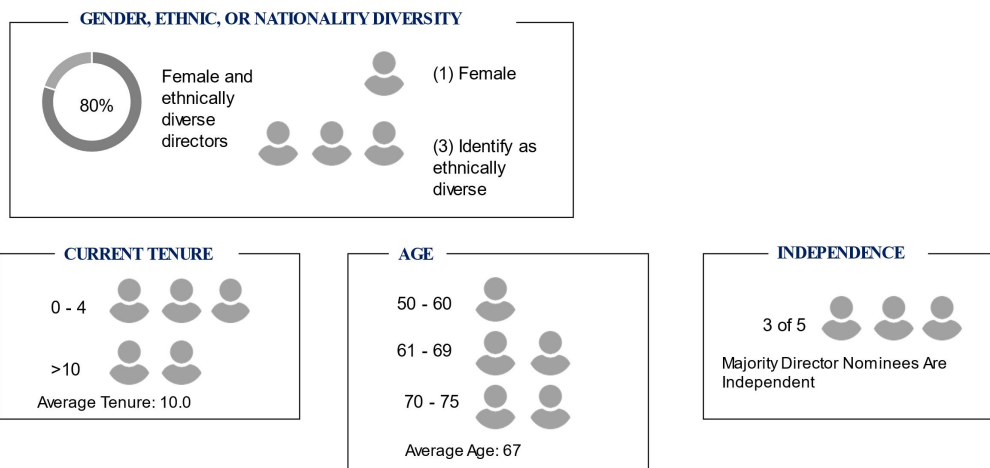 GENDER, ETHNIC, OR NATIONALITY DIVERSITY
80%
Female and
ethnically
diverse
directors
(1) Female
(3) Identify as
ethnically
diverse
CURRENT TENURE
0 - 4
>10
Average Tenure: 10.0
AGE
50 - 60
61 - 69
70 - 75
Average Age: 67
INDEPENDENCE
3 of 5
Majority Director Nominees Are
Independent